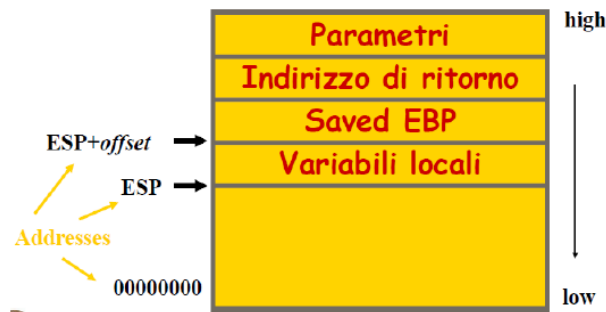 high
Parametri
Indirizzo di ritorno
Saved EBP
ESP+offset
Variabili locali
ESP
Addresses
00000000
low